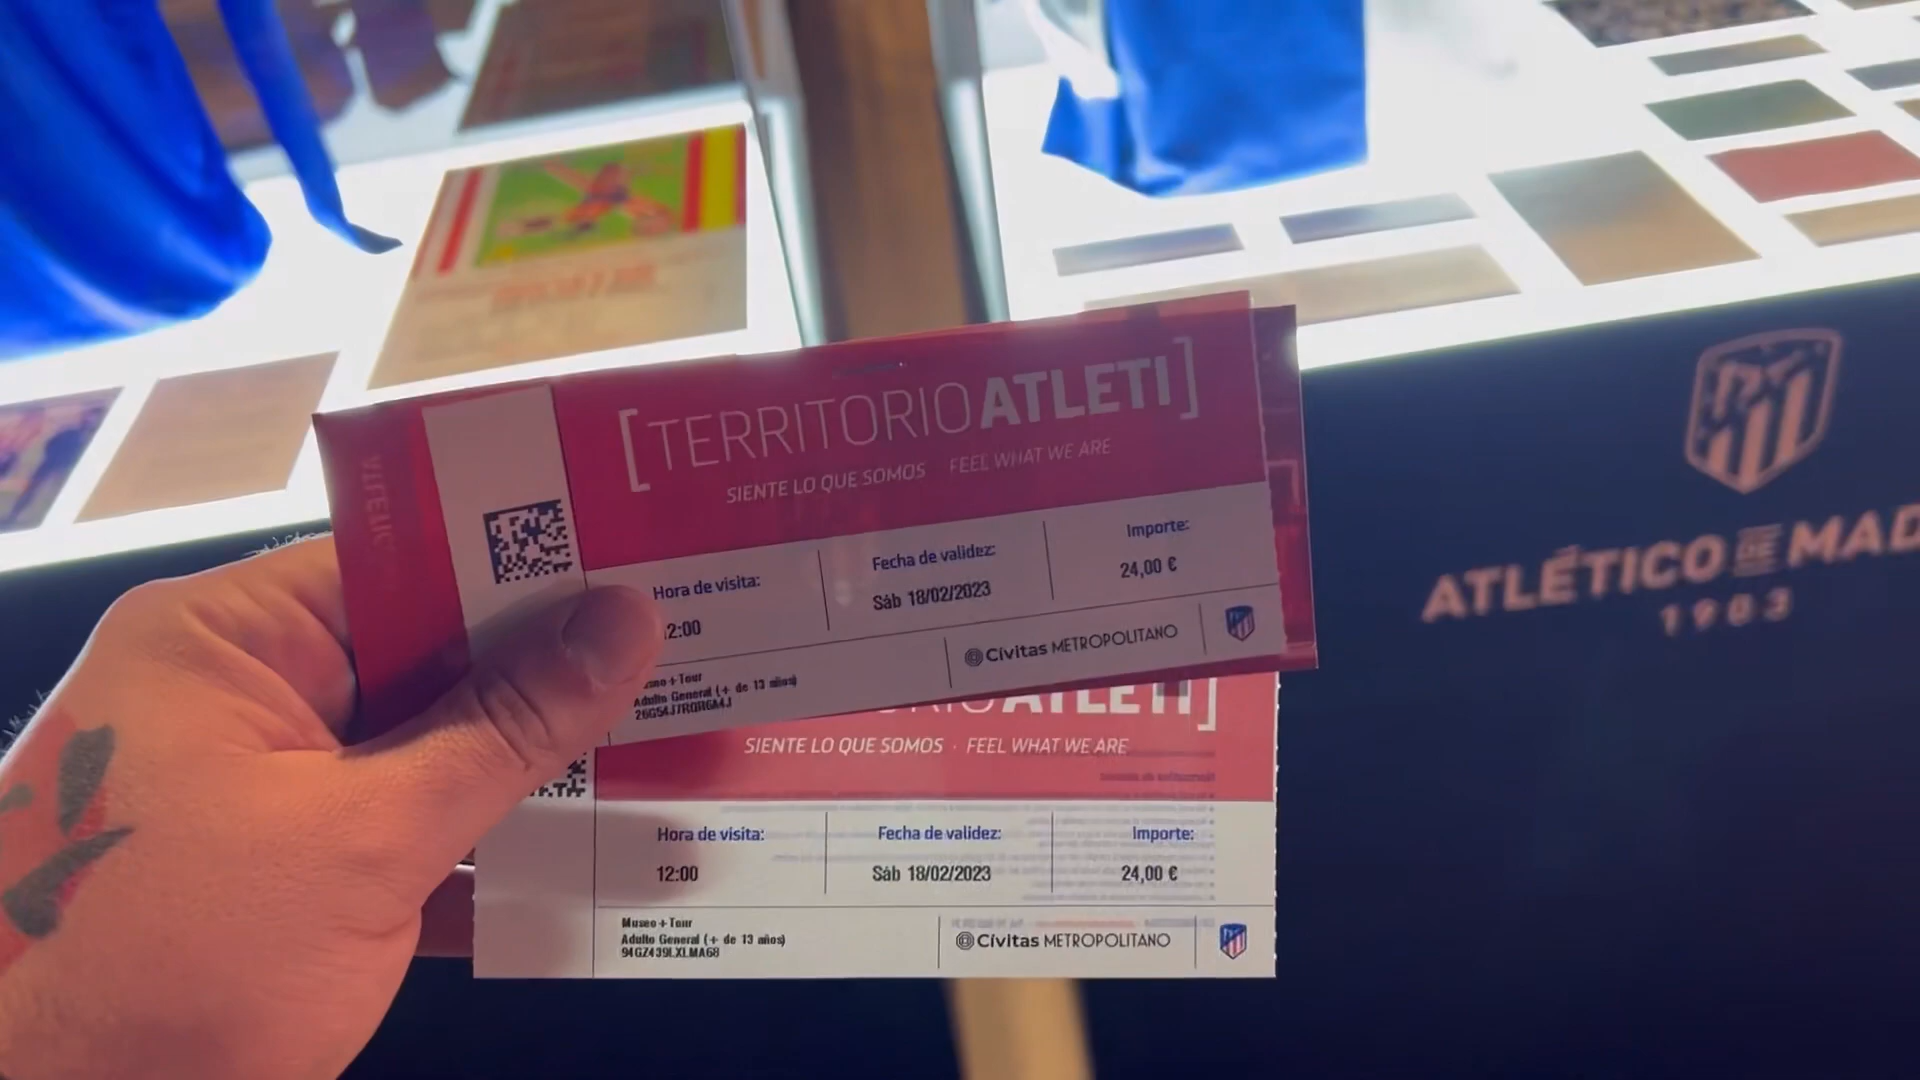 [TERRITORIOATLETI]
SIENTE LO QUE SOMOS FEEL WHAT WE ARE
Hora de visita:
12:00
Fecha de validez:
Sáb 18/02/2023
Importe:
24,00 €
Museo + Tour
Adulto General (+ de 13 años)
Cívitas METROPOLITANO
ATLETI]
SIENTE LO QUE SOMOS · FEEL WHAT WE ARE
Hora de visita:
12:00
Fecha de validez:
Sáb 18/02/2023
Importe:
24,00 €
Museo + Tour
Adulto General (+ de 13 años)
94GZ439LXLMA68
Cívitas METROPOLITANO
ATLÉTICO DE MAD
1903